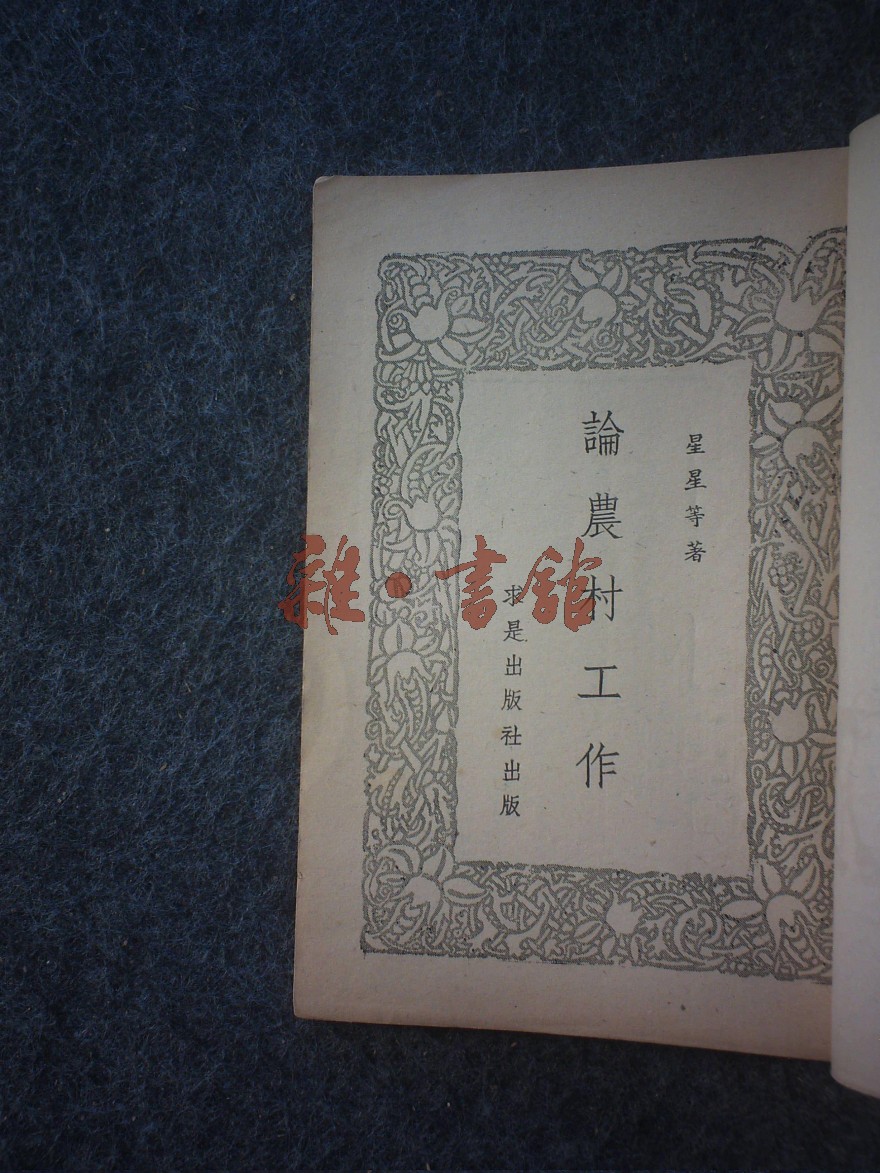 星星等著
論農村工作
求是出版社出版
雜·書館